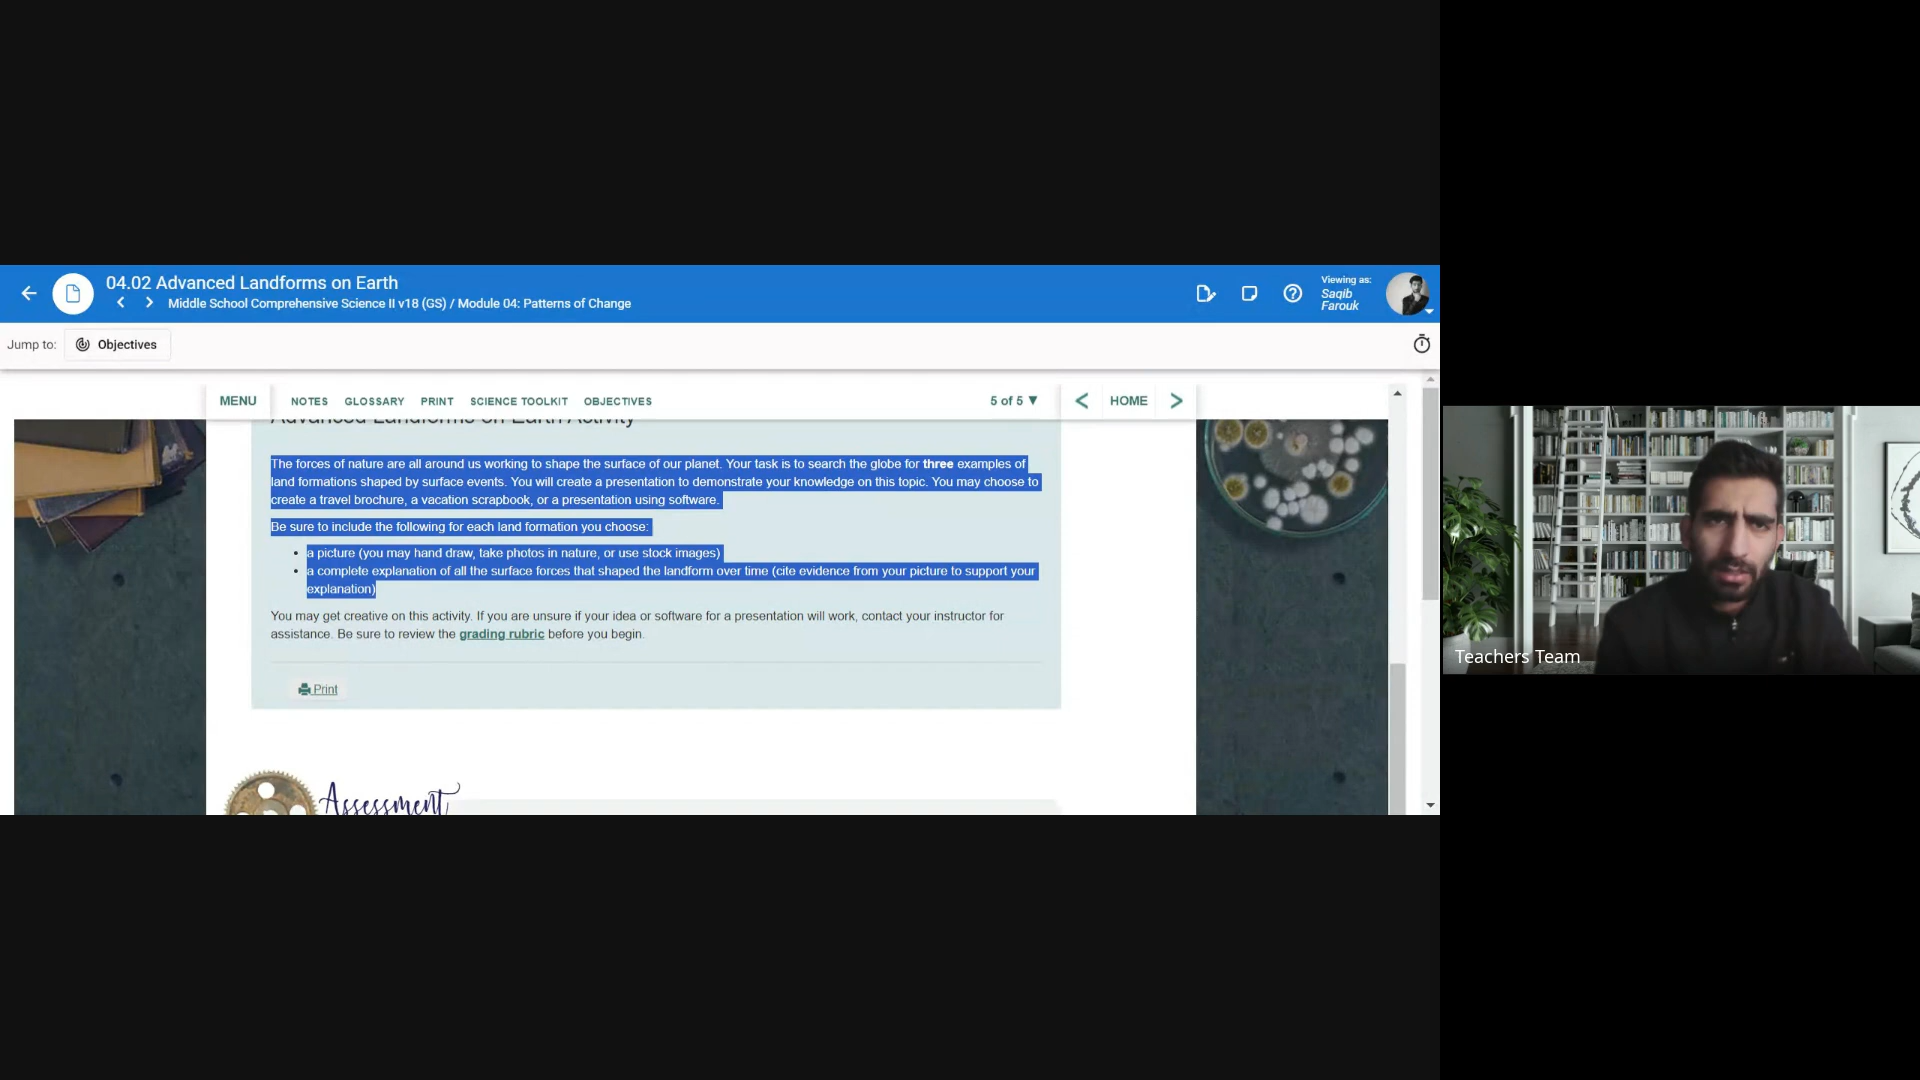 04.02 Advanced Landforms on Earth
Middle School Comprehensive Science II v18 (GS) / Module 04: Patterns of Change
Viewing as:
Saqib
Farouk
Jump to: Objectives
MENU NOTES GLOSSARY PRINT SCIENCE TOOLKIT OBJECTIVES 5 of 5 ▼ < HOME >
Advanced Landforms on Earth Activity
The forces of nature are all around us working to shape the surface of our planet. Your task is to search the globe for three examples of
land formations shaped by surface events. You will create a presentation to demonstrate your knowledge on this topic. You may choose to
create a travel brochure, a vacation scrapbook, or a presentation using software.
Be sure to include the following for each land formation you choose:
• a picture (you may hand draw, take photos in nature, or use stock images)
• a complete explanation of all the surface forces that shaped the landform over time (cite evidence from your picture to support your
explanation)
You may get creative on this activity. If you are unsure if your idea or software for a presentation will work, contact your instructor for
assistance. Be sure to review the grading rubric before you begin.
Print
Assessment
Teachers Team